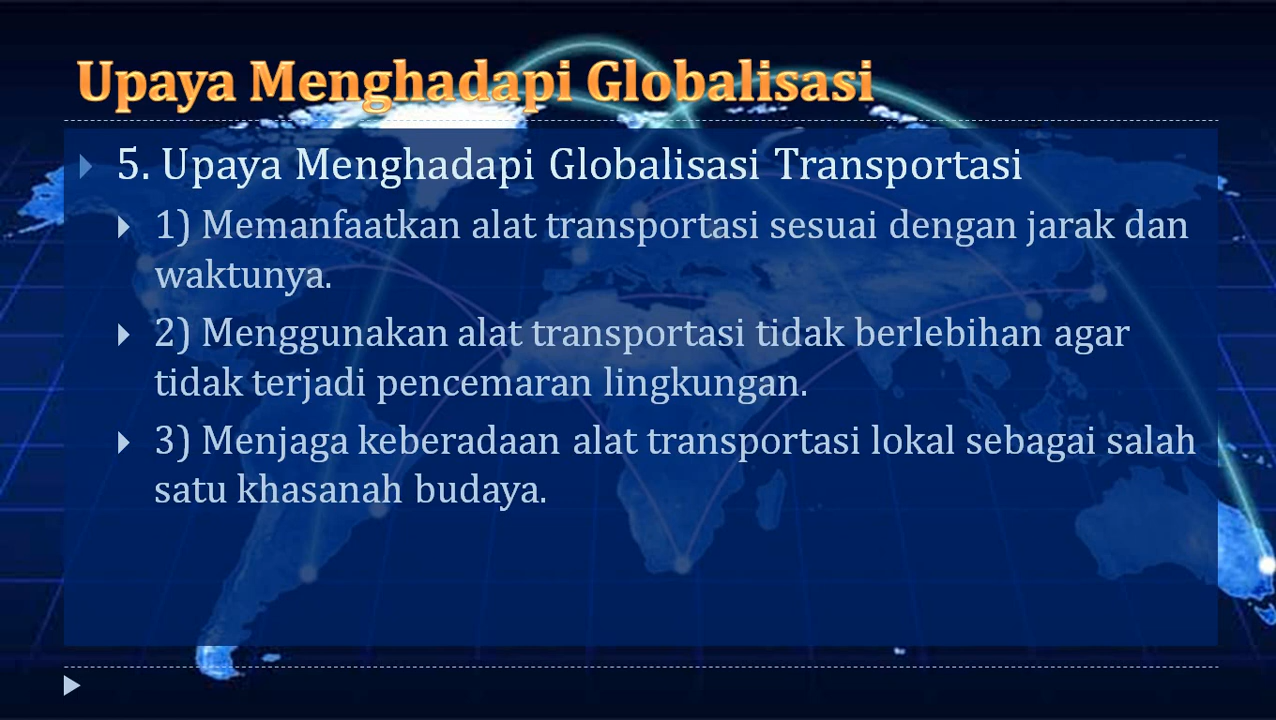 Upaya Menghadapi Globalisasi
5. Upaya Menghadapi Globalisasi Transportasi
1) Memanfaatkan alat transportasi sesuai dengan jarak dan
waktunya.
2) Menggunakan alat transportasi tidak berlebihan agar
tidak terjadi pencemaran lingkungan.
3) Menjaga keberadaan alat transportasi lokal sebagai salah
satu khasanah budaya.